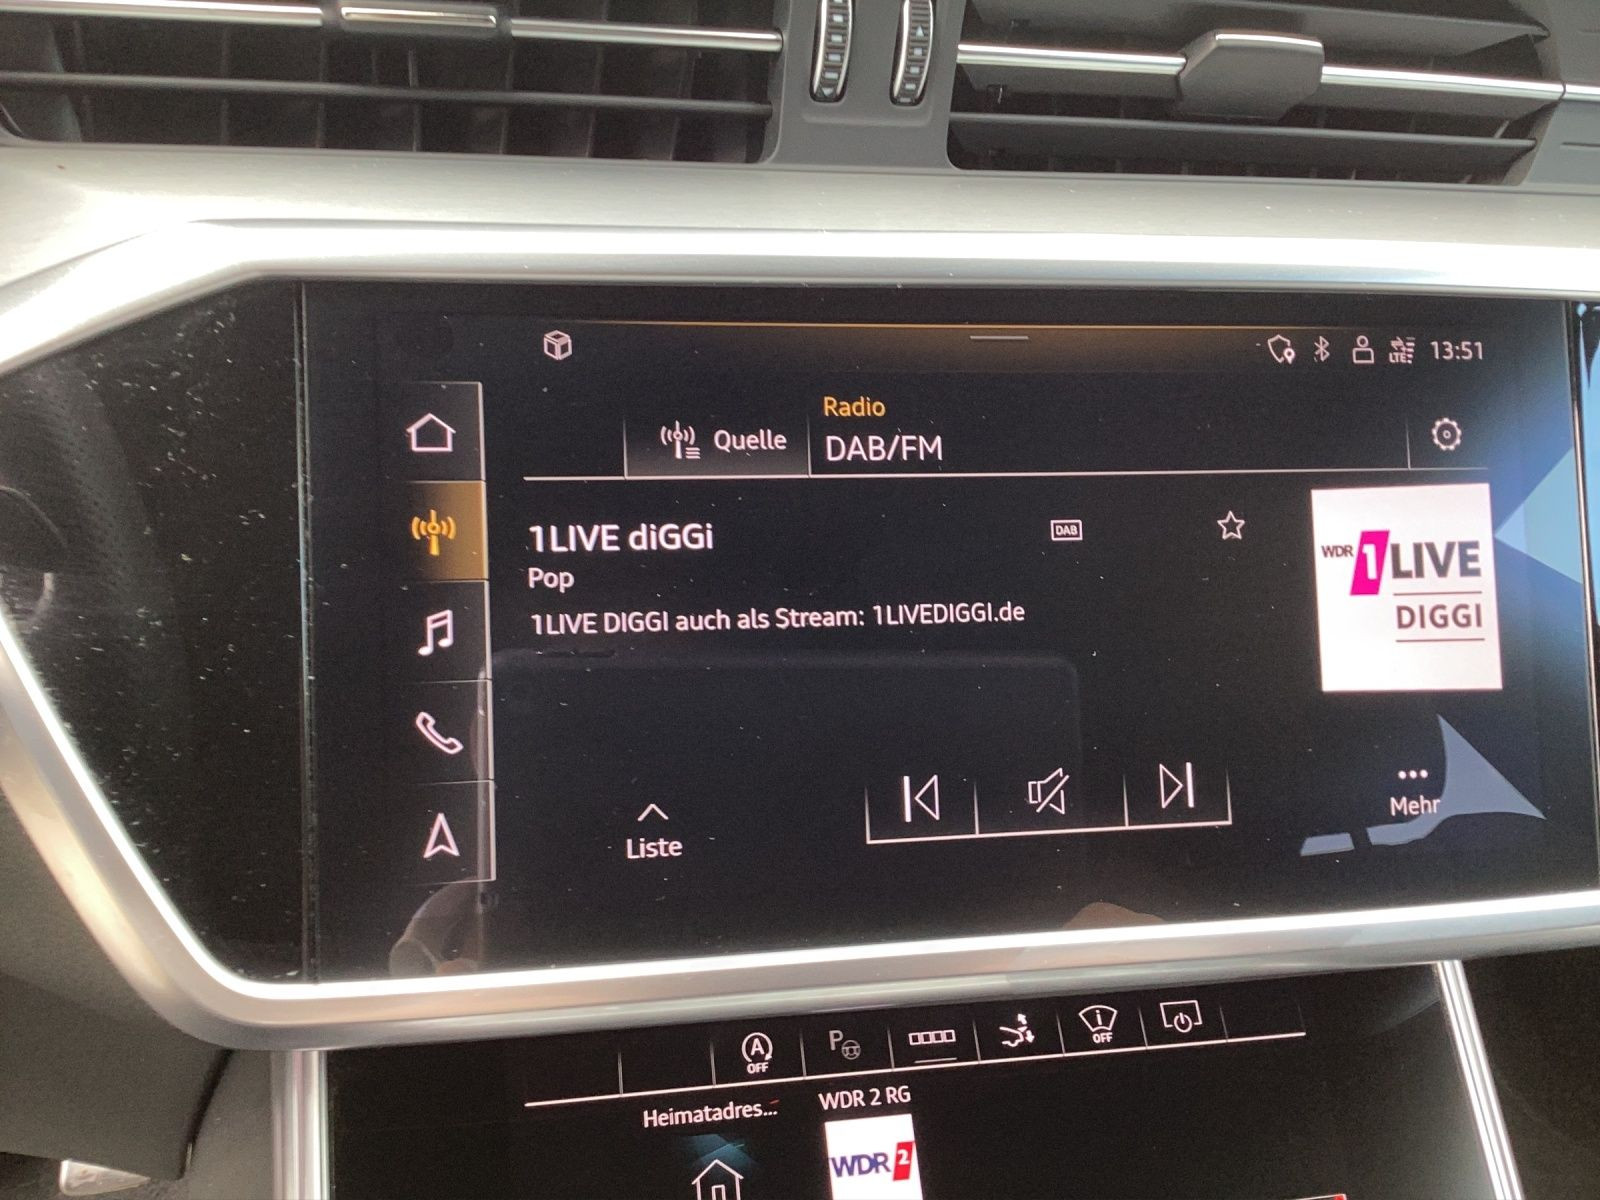 LTE 13:51
Quelle
Radio
DAB/FM
1LIVE diGGi
DAB
Pop
1LIVE DIGGI auch als Stream: 1LIVEDIGGI.de
WDR 1LIVE
DIGGI
Liste
Mehr
A
OFF
P
i
OFF
Heimatadres...
WDR 2 RG
WDR 2